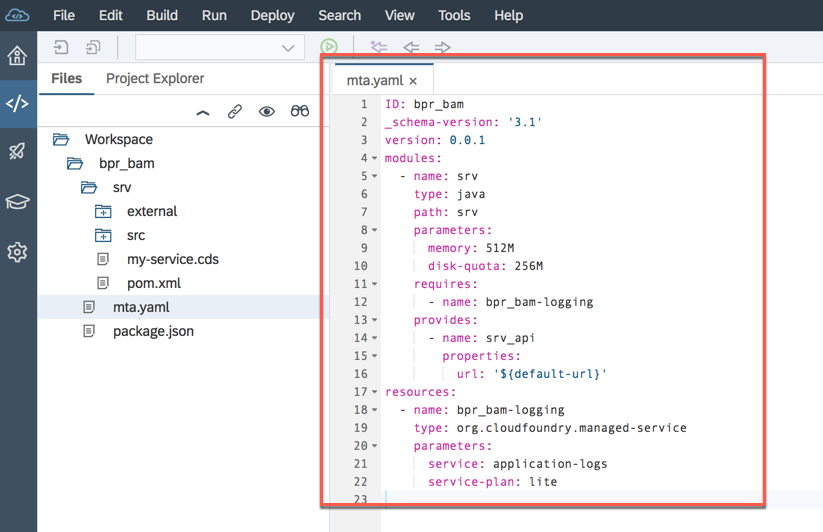 File Edit Build Run Deploy Search View Tools Help
Files Project Explorer
Workspace
bpr_bam
srv
external
src
my-service.cds
pom.xml
mta.yaml
package.json
mta.yaml ×
1 ID: bpr_bam
2 _schema-version: '3.1'
3 version: 0.0.1
4 modules:
5   - name: srv
6     type: java
7     path: srv
8     parameters:
9       memory: 512M
10       disk-quota: 256M
11     requires:
12       - name: bpr_bam-logging
13     provides:
14       - name: srv_api
15         properties:
16           url: '${default-url}'
17 resources:
18   - name: bpr_bam-logging
19     type: org.cloudfoundry.managed-service
20     parameters:
21       service: application-logs
22       service-plan: lite
23